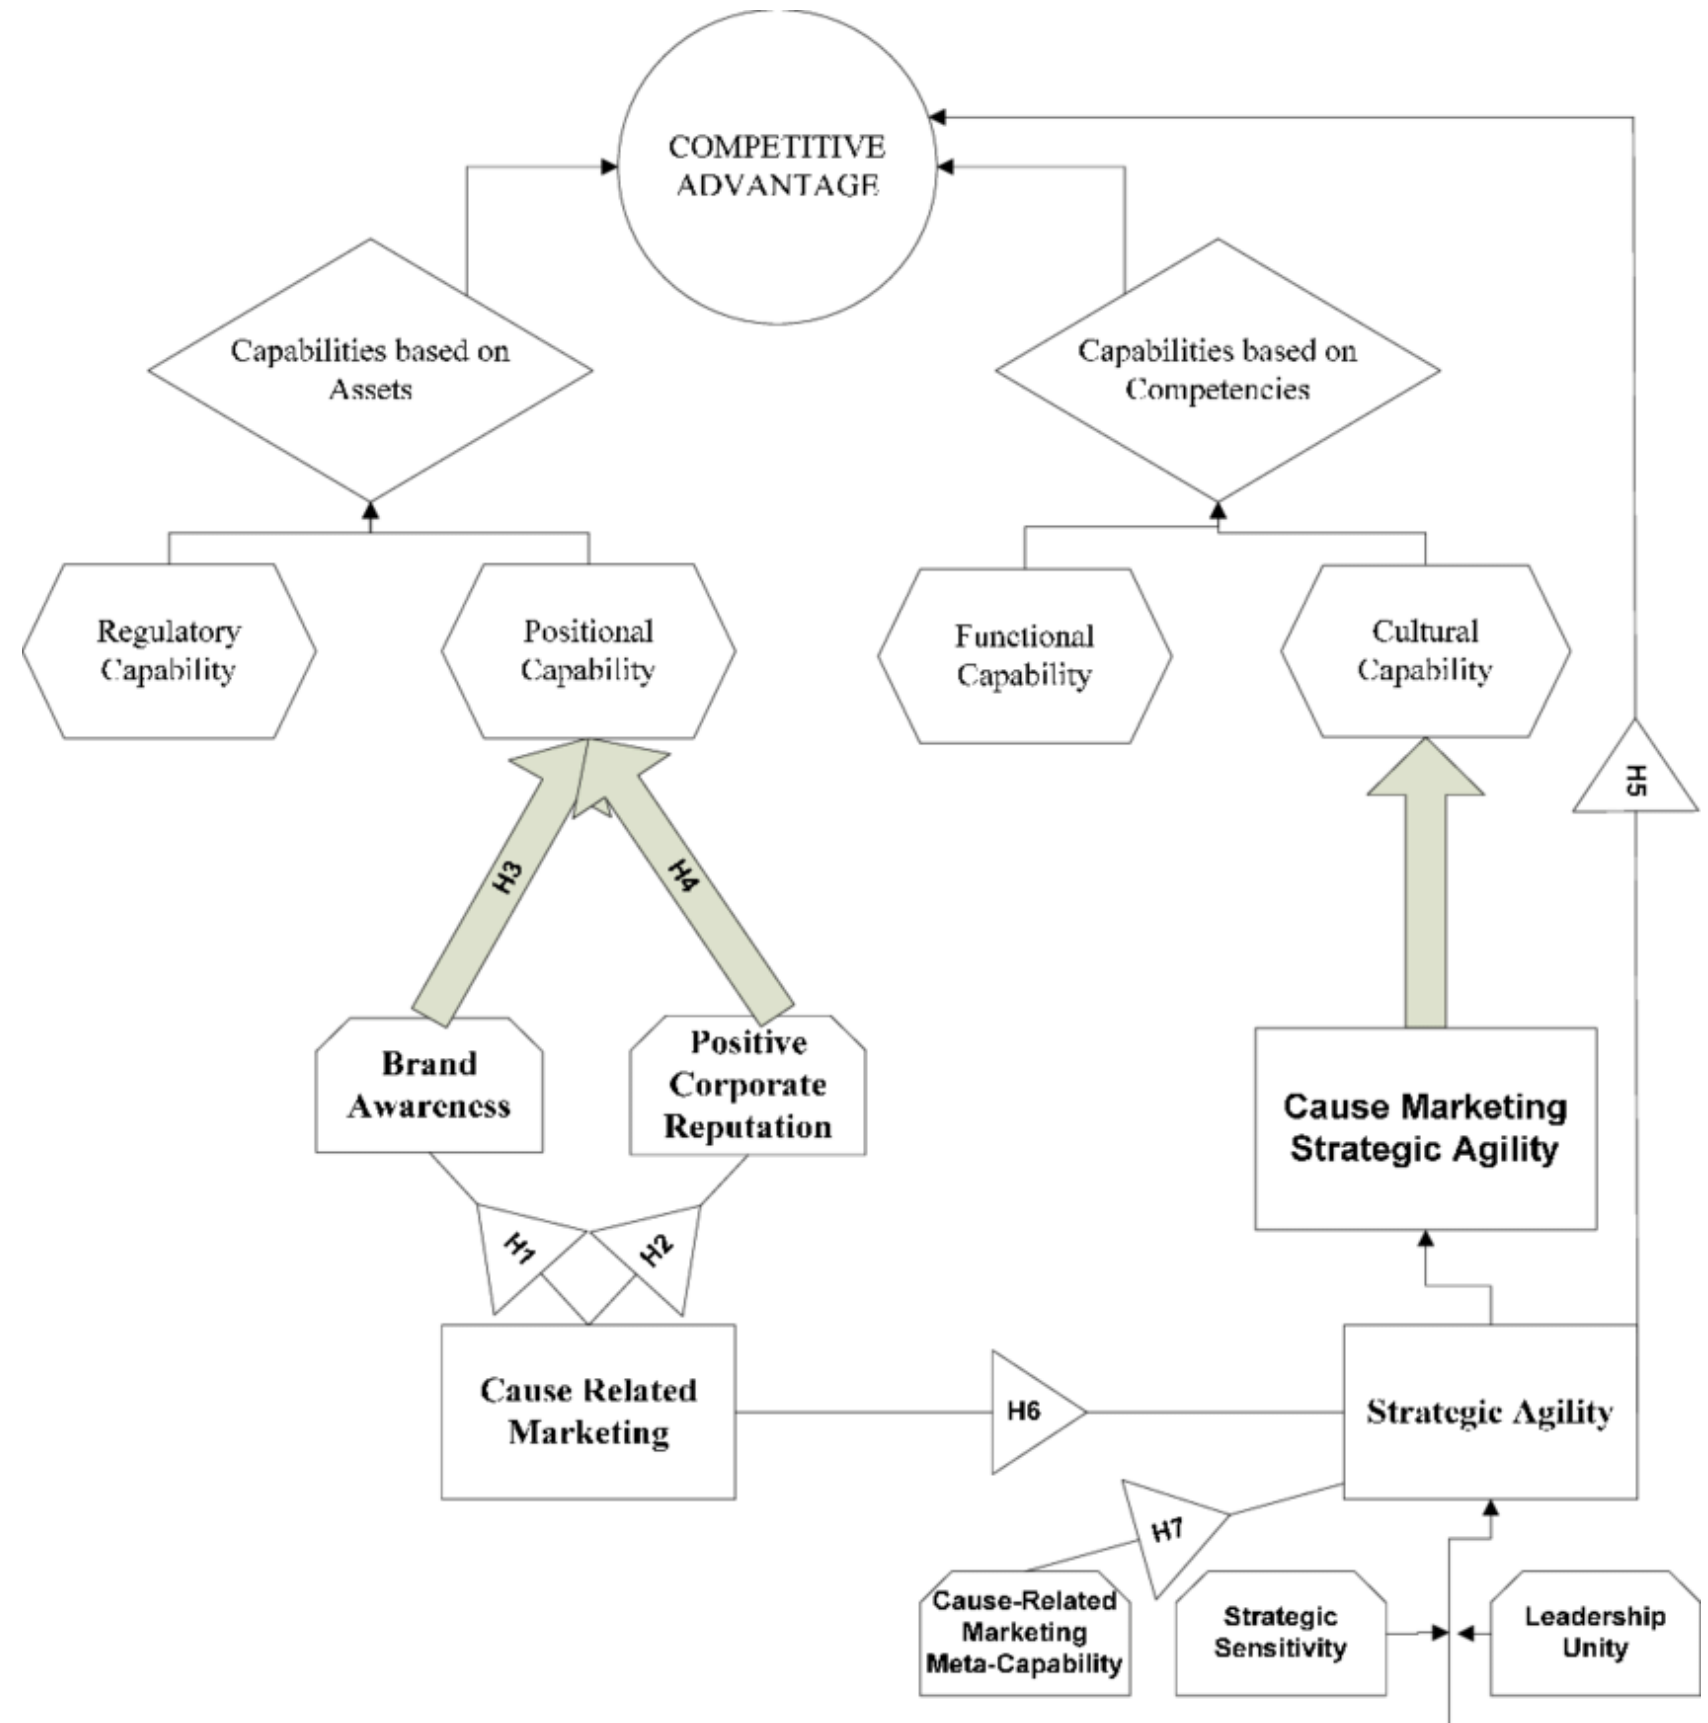 COMPETITIVE
ADVANTAGE
Capabilities based on
Assets
Capabilities based on
Competencies
Regulatory
Capability
Positional
Capability
Functional
Capability
Cultural
Capability
H5
H3
H4
Brand
Awareness
Positive
Corporate
Reputation
Cause Marketing
Strategic Agility
H1
H2
Cause Related
Marketing
H6
Strategic Agility
H7
Cause-Related
Marketing
Meta-Capability
Strategic
Sensitivity
Leadership
Unity